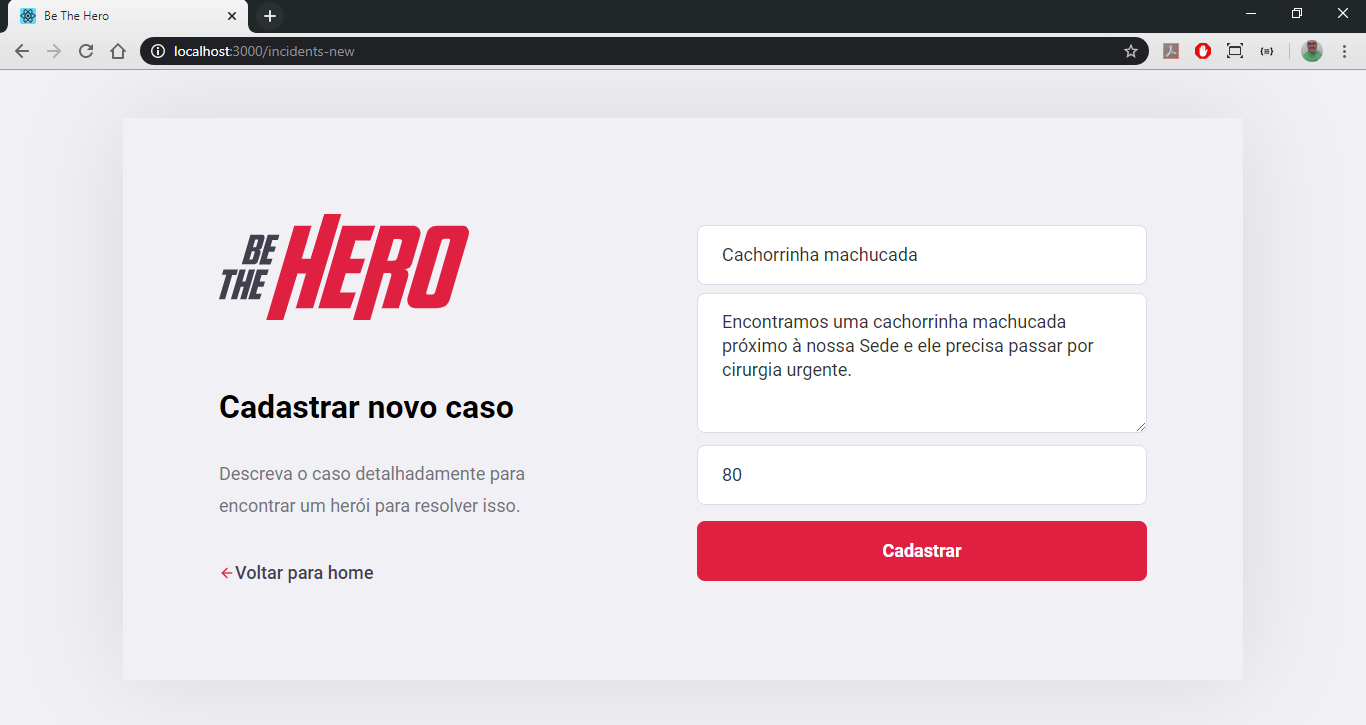 Be The Hero
localhost:3000/incidents-new
BE
THE
HERO
Cadastrar novo caso
Descreva o caso detalhadamente para
encontrar um herói para resolver isso.
Voltar para home
Cachorrinha machucada
Encontramos uma cachorrinha machucada
próximo à nossa Sede e ele precisa passar por
cirurgia urgente.
80
Cadastrar